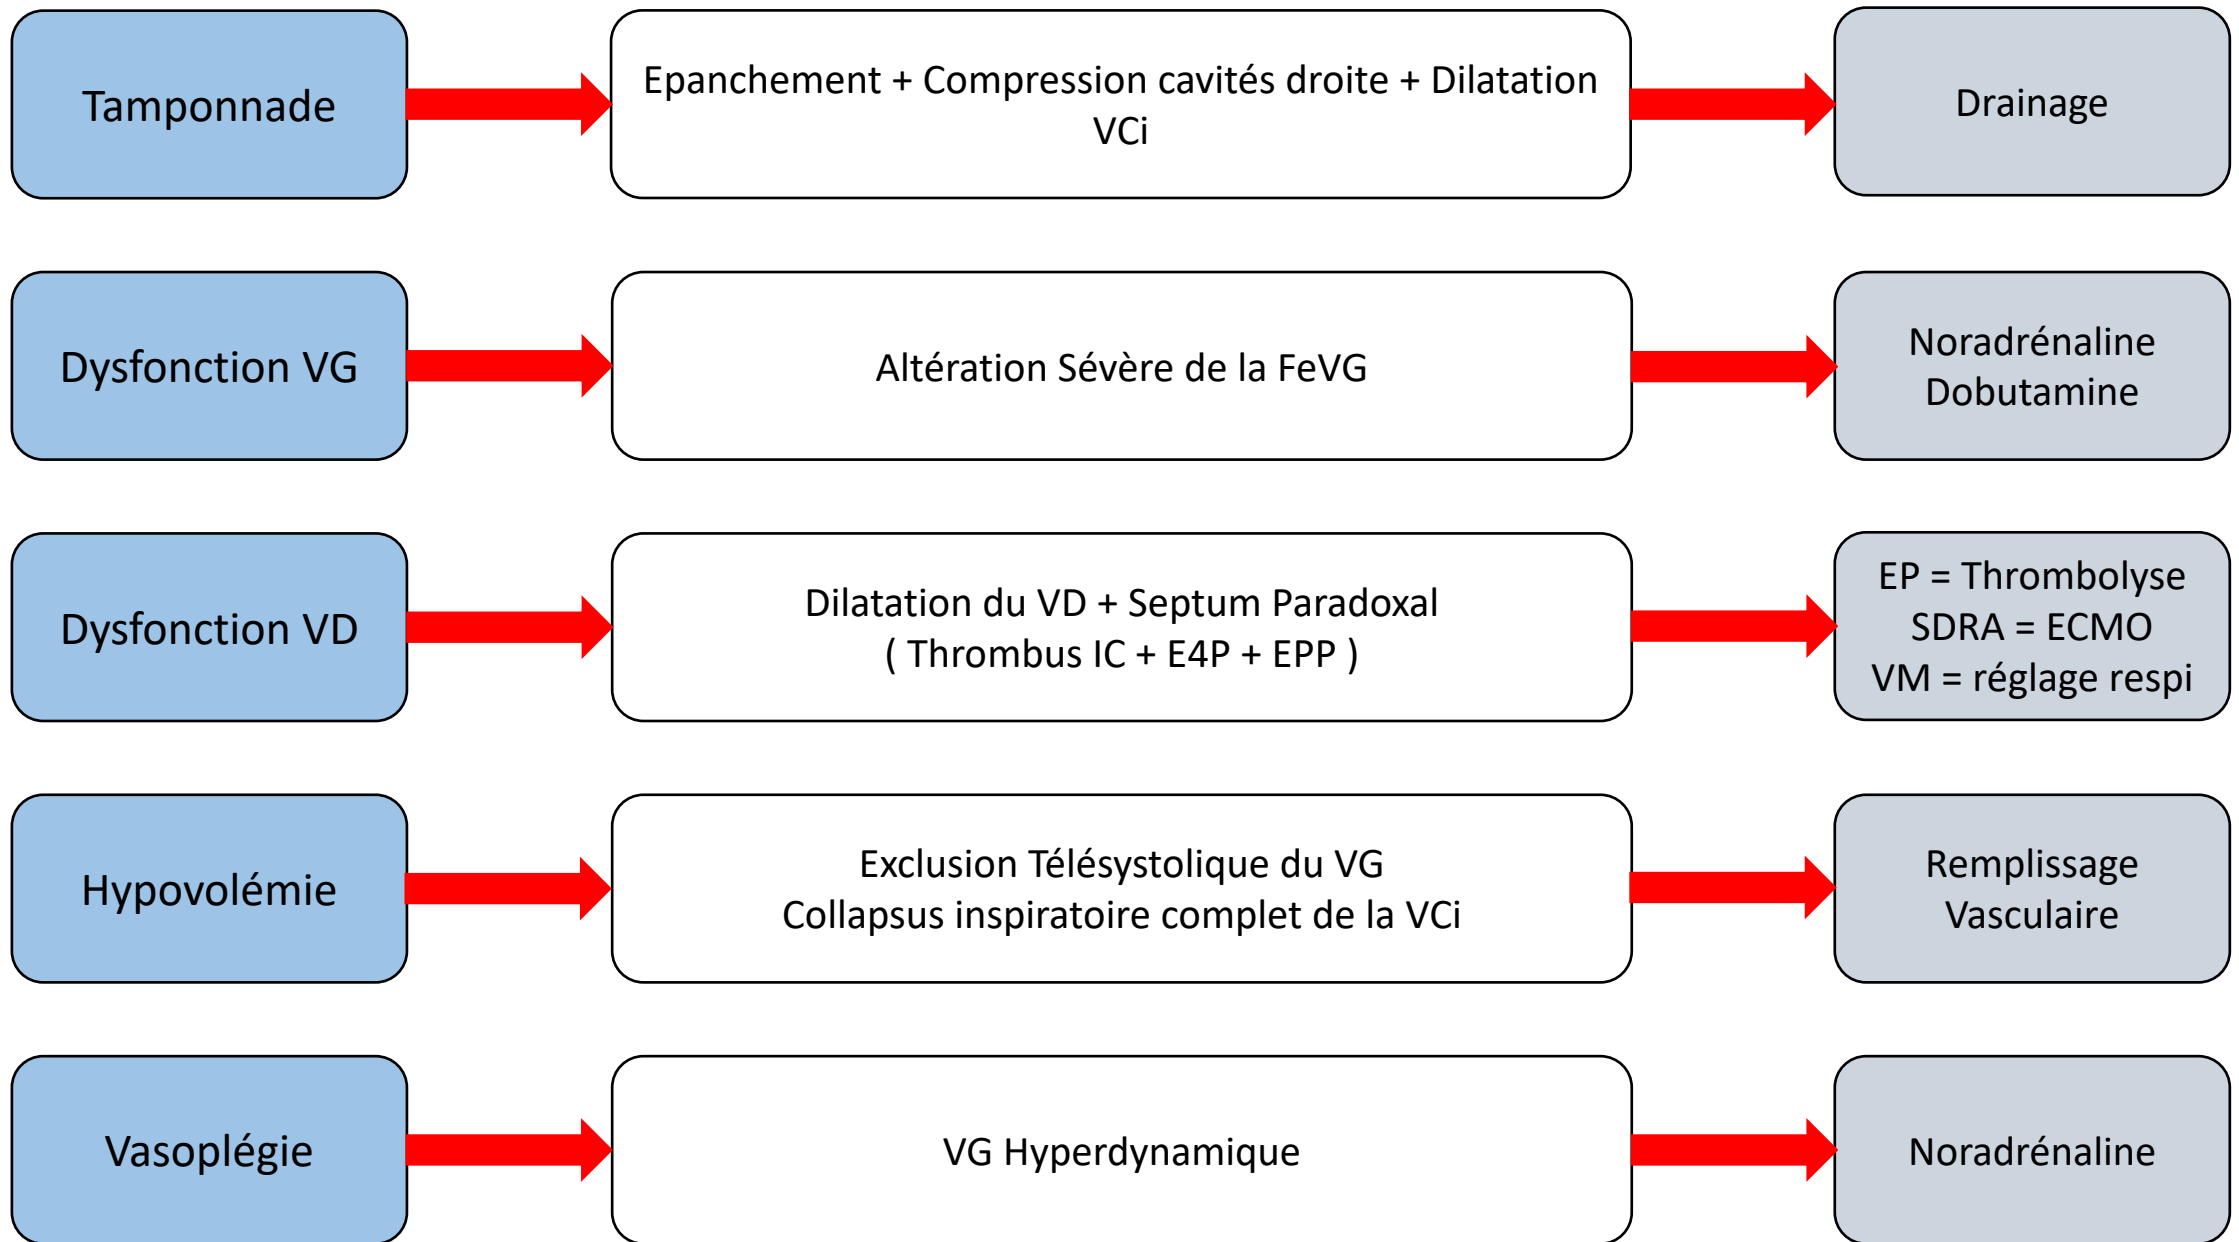 Tamponnade
Epanchement + Compression cavités droite + Dilatation
VCi
Drainage
Dysfonction VG
Altération Sévère de la FeVG
Noradrénaline
Dobutamine
Dysfonction VD
Dilatation du VD + Septum Paradoxal
( Thrombus IC + E4P + EPP )
EP = Thrombolyse
SDRA = ECMO
VM = réglage respi
Hypovolémie
Exclusion Télésystolique du VG
Collapsus inspiratoire complet de la VCi
Remplissage
Vasculaire
Vasoplégie
VG Hyperdynamique
Noradrénaline